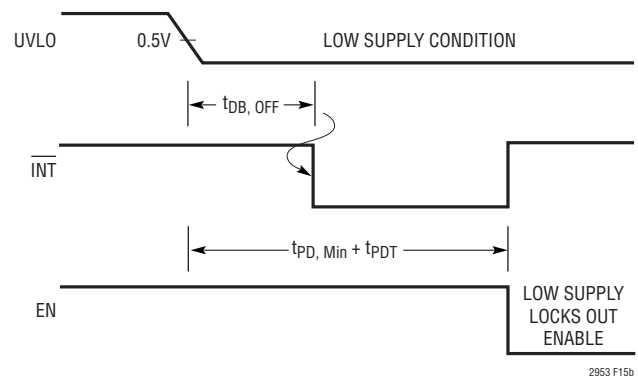 UVLO
0.5V
LOW SUPPLY CONDITION
tDB, OFF
INT
tPD, Min + tPDT
EN
LOW SUPPLY
LOCKS OUT
ENABLE
2953 F15b